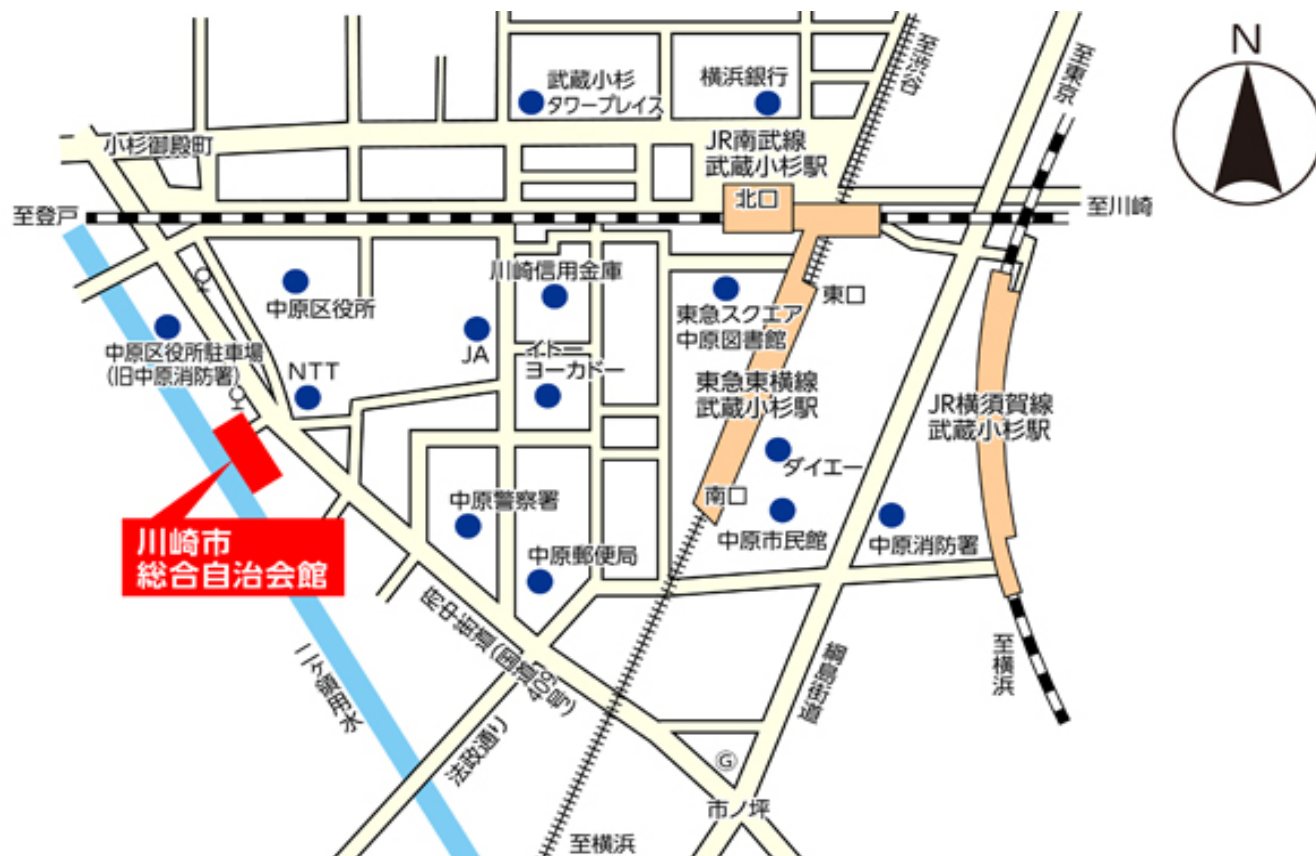 N
至渋谷
至東京
武蔵小杉
タワープレイス
横浜銀行
小杉御殿町
JR南武線
武蔵小杉駅
北口
至登戸
至川崎
川崎信用金庫
中原区役所
東急スクエア
中原図書館
東口
中原区役所駐車場
(旧中原消防署)
JA
イトー
ヨーカドー
NTT
東急東横線
武蔵小杉駅
JR横須賀線
武蔵小杉駅
ダイエー
南口
中原警察署
中原市民館
中原消防署
川崎市
総合自治会館
中原郵便局
府中街道(国道409号)
二ヶ領用水
綱島街道
至横浜
法政通り
G
市ノ坪
至横浜